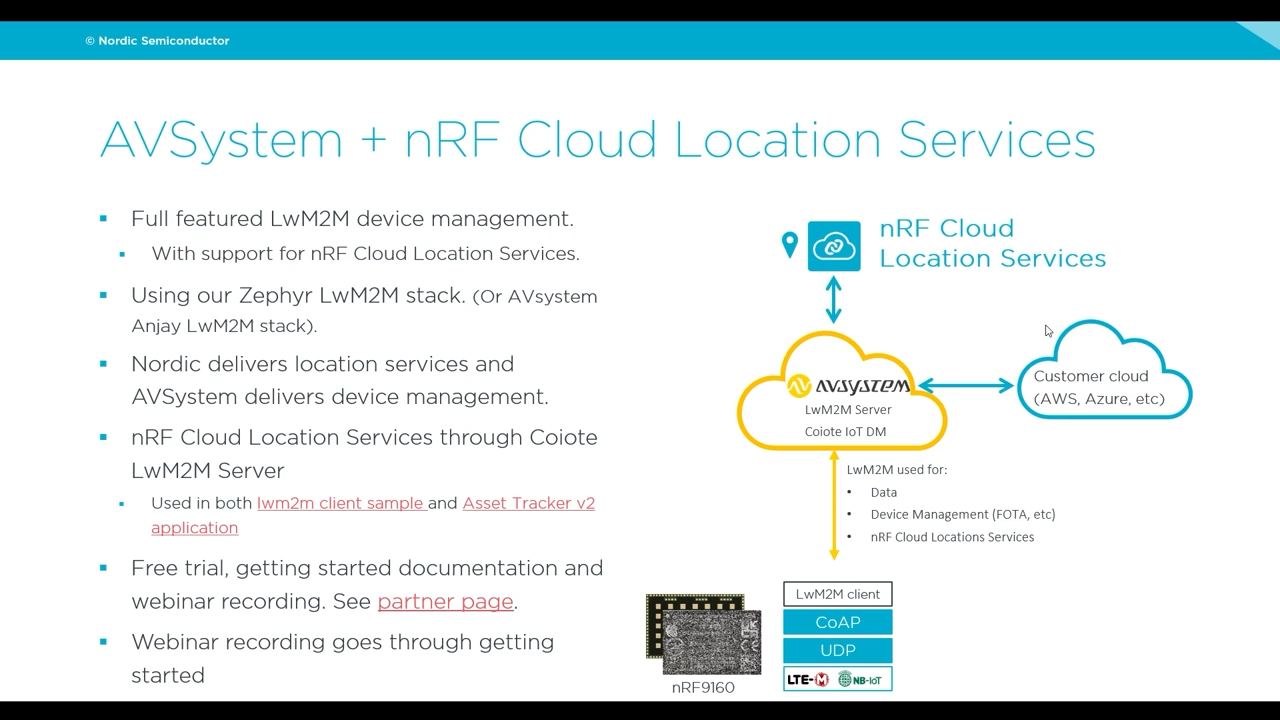 © Nordic Semiconductor
AVSystem + nRF Cloud Location Services
Full featured LwM2M device management.
With support for nRF Cloud Location Services.
Using our Zephyr LwM2M stack. (Or AVsystem
Anjay LwM2M stack).
Nordic delivers location services and
AVSystem delivers device management.
nRF Cloud Location Services through Coiote
LwM2M Server
Used in both lwm2m client sample and Asset Tracker v2
application
Free trial, getting started documentation and
webinar recording. See partner page.
Webinar recording goes through getting
started
nRF Cloud
Location Services
AVSYSTEM
LwM2M Server
Coiote IoT DM
Customer cloud
(AWS, Azure, etc)
LwM2M used for:
• Data
• Device Management (FOTA, etc)
• nRF Cloud Locations Services
LwM2M client
CoAP
UDP
LTE-M NB-IoT
nRF9160